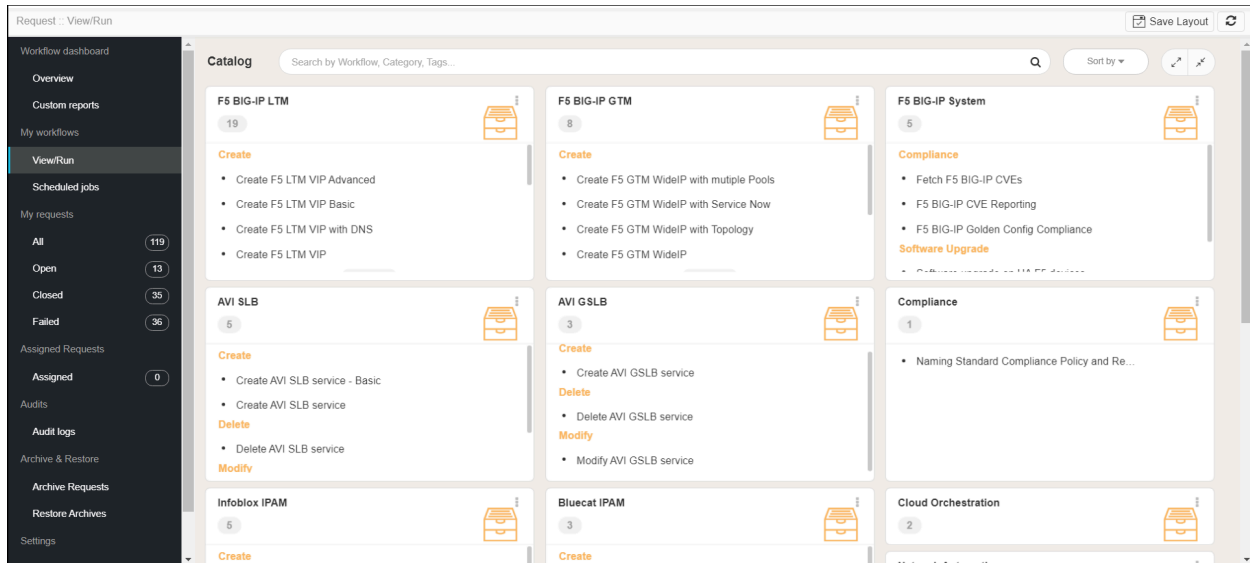 Request :: View/Run
Save Layout
Workflow dashboard
Overview
Custom reports
My workflows
View/Run
Scheduled jobs
My requests
All 119
Open 13
Closed 35
Failed 36
Assigned Requests
Assigned 0
Audits
Audit logs
Archive & Restore
Archive Requests
Restore Archives
Settings
Catalog
Search by Workflow, Category, Tags...
Sort by
F5 BIG-IP LTM
19
Create
• Create F5 LTM VIP Advanced
• Create F5 LTM VIP Basic
• Create F5 LTM VIP with DNS
• Create F5 LTM VIP
F5 BIG-IP GTM
8
Create
• Create F5 GTM WideIP with mutiple Pools
• Create F5 GTM WideIP with Service Now
• Create F5 GTM WideIP with Topology
• Create F5 GTM WideIP
F5 BIG-IP System
5
Compliance
• Fetch F5 BIG-IP CVEs
• F5 BIG-IP CVE Reporting
• F5 BIG-IP Golden Config Compliance
Software Upgrade
• Software upgrade on HA F5 devices
AVI SLB
5
Create
• Create AVI SLB service - Basic
• Create AVI SLB service
Delete
• Delete AVI SLB service
Modify
AVI GSLB
3
Create
• Create AVI GSLB service
Delete
• Delete AVI GSLB service
Modify
• Modify AVI GSLB service
Compliance
1
• Naming Standard Compliance Policy and Re...
Infoblox IPAM
5
Create
Bluecat IPAM
3
Create
Cloud Orchestration
2